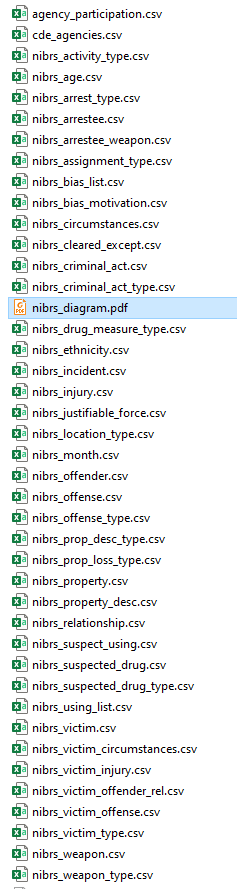 agency_participation.csv
cde_agencies.csv
nibrs_activity_type.csv
nibrs_age.csv
nibrs_arrest_type.csv
nibrs_arrestee.csv
nibrs_arrestee_weapon.csv
nibrs_assignment_type.csv
nibrs_bias_list.csv
nibrs_bias_motivation.csv
nibrs_circumstances.csv
nibrs_cleared_except.csv
nibrs_criminal_act.csv
nibrs_criminal_act_type.csv
nibrs_diagram.pdf
nibrs_drug_measure_type.csv
nibrs_ethnicity.csv
nibrs_incident.csv
nibrs_injury.csv
nibrs_justifiable_force.csv
nibrs_location_type.csv
nibrs_month.csv
nibrs_offender.csv
nibrs_offense.csv
nibrs_offense_type.csv
nibrs_prop_desc_type.csv
nibrs_prop_loss_type.csv
nibrs_property.csv
nibrs_property_desc.csv
nibrs_relationship.csv
nibrs_suspect_using.csv
nibrs_suspected_drug.csv
nibrs_suspected_drug_type.csv
nibrs_using_list.csv
nibrs_victim.csv
nibrs_victim_circumstances.csv
nibrs_victim_injury.csv
nibrs_victim_offender_rel.csv
nibrs_victim_offense.csv
nibrs_victim_type.csv
nibrs_weapon.csv
nibrs_weapon_type.csv